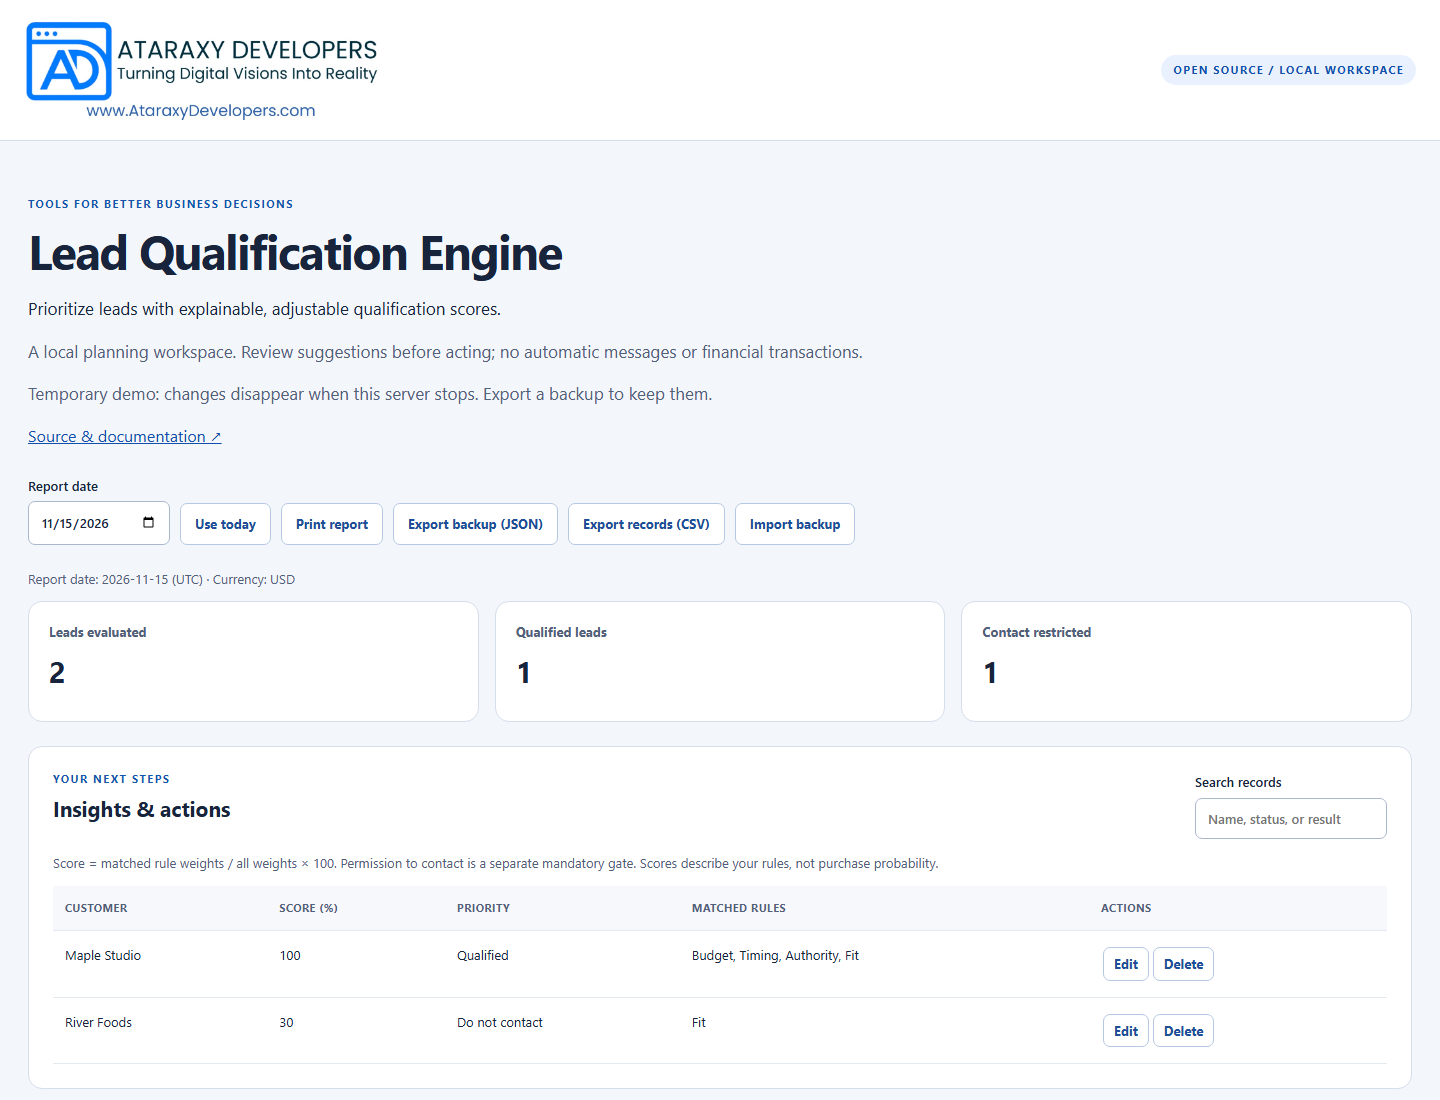 AD
ATARAXY DEVELOPERS
Turning Digital Visions Into Reality
www.AtaraxyDevelopers.com
OPEN SOURCE / LOCAL WORKSPACE
TOOLS FOR BETTER BUSINESS DECISIONS
Lead Qualification Engine
Prioritize leads with explainable, adjustable qualification scores.
A local planning workspace. Review suggestions before acting; no automatic messages or financial transactions.
Temporary demo: changes disappear when this server stops. Export a backup to keep them.
Source & documentation ↗
Report date
11/15/2026 Use today Print report Export backup (JSON) Export records (CSV) Import backup
Report date: 2026-11-15 (UTC) · Currency: USD
Leads evaluated
2
Qualified leads
1
Contact restricted
1
YOUR NEXT STEPS
Insights & actions
Search records
Name, status, or result
Score = matched rule weights / all weights × 100. Permission to contact is a separate mandatory gate. Scores describe your rules, not purchase probability.
CUSTOMER SCORE (%) PRIORITY MATCHED RULES ACTIONS
Maple Studio 100 Qualified Budget, Timing, Authority, Fit Edit Delete
River Foods 30 Do not contact Fit Edit Delete